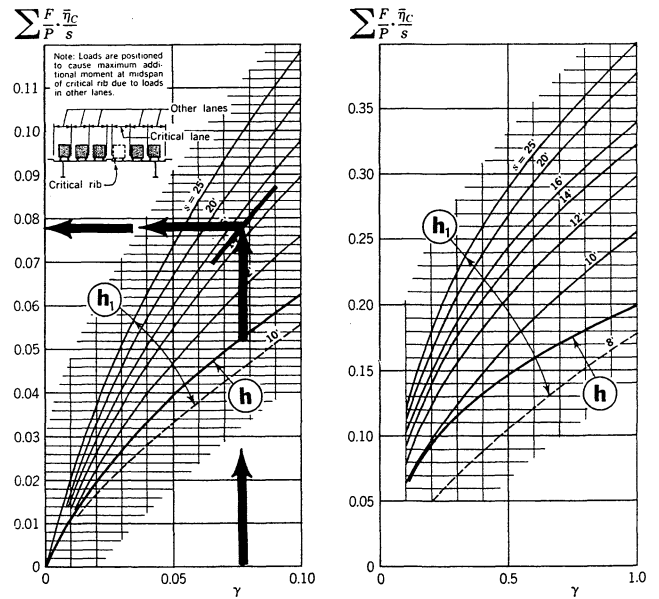 ∑ F/P · η̄C/s
0.11
0.10
0.09
0.08
0.07
0.06
0.05
0.04
0.03
0.02
0.01
0
0
0.05
0.10
γ
Note: Loads are positioned
to cause maximum addi-
tional moment at midspan
of critical rib due to loads
in other lanes.
Other lanes
Critical lane
Critical rib
s = 25'
20'
10'
h₁
h
∑ F/P · η̄C/s
0.35
0.30
0.25
0.20
0.15
0.10
0.05
0
0
0.5
1.0
γ
s = 25'
20'
16'
14'
12'
10'
8'
h₁
h